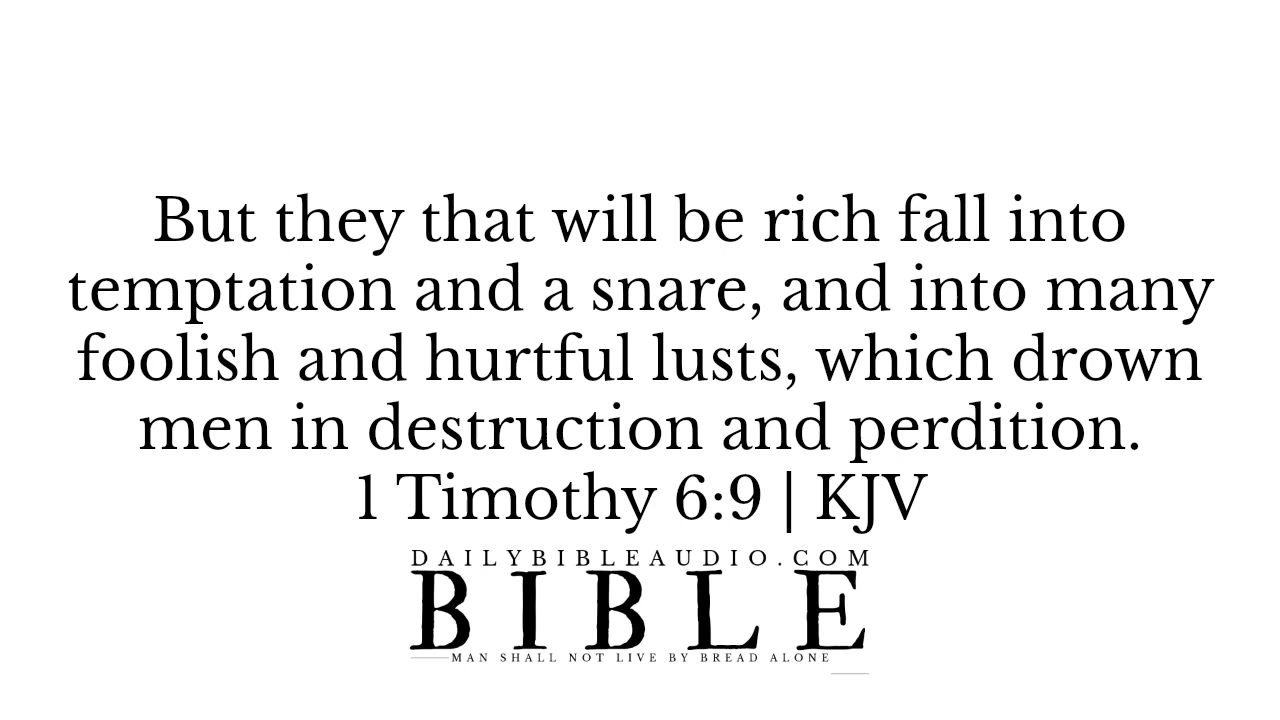 But they that will be rich fall into
temptation and a snare, and into many
foolish and hurtful lusts, which drown
men in destruction and perdition.
1 Timothy 6:9 | KJV
DAILYBIBLEAUDIO.COM
BIBLE
MAN SHALL NOT LIVE BY BREAD ALONE